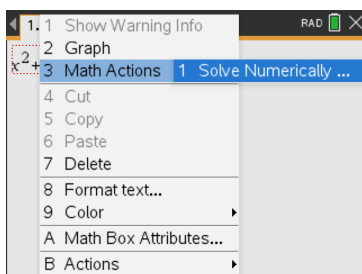 1.1
1 Show Warning Info
RAD
2 Graph
x²+
3 Math Actions
1 Solve Numerically ...
4 Cut
5 Copy
6 Paste
7 Delete
8 Format text...
9 Color
A Math Box Attributes...
B Actions